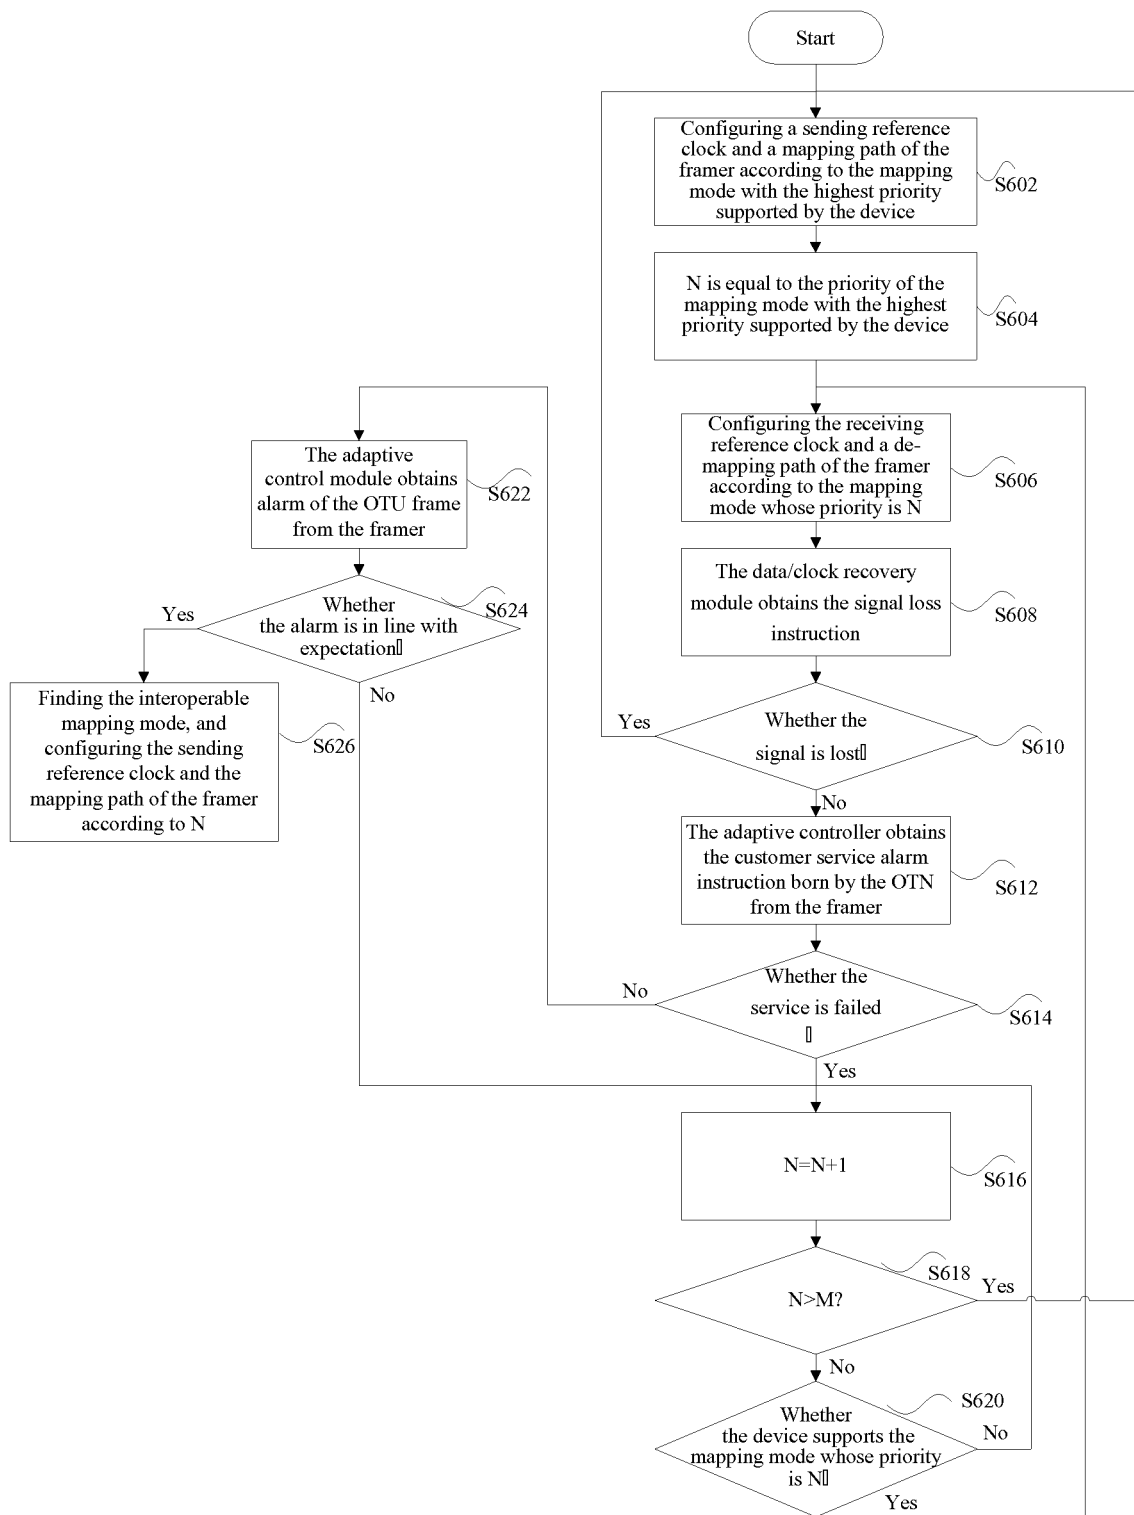 Start
Configuring a sending reference
clock and a mapping path of the
framer according to the mapping
mode with the highest priority
supported by the device
S602
N is equal to the priority of the
mapping mode with the highest
priority supported by the device
S604
Configuring the receiving
reference clock and a de-
mapping path of the framer
according to the mapping
mode whose priority is N
S606
The data/clock recovery
module obtains the signal loss
instruction
S608
Whether the
signal is lost
S610
Yes
No
The adaptive controller obtains
the customer service alarm
instruction born by the OTN
from the framer
S612
Whether the
service is failed
S614
No
Yes
The adaptive
control module obtains
alarm of the OTU frame
from the framer
S622
Whether
the alarm is in line with
expectation
S624
Yes
No
Finding the interoperable
mapping mode, and
configuring the sending
reference clock and the
mapping path of the framer
according to N
S626
N=N+1
S616
N>M?
S618
Yes
No
Whether
the device supports the
mapping mode whose priority
is N
S620
No
Yes